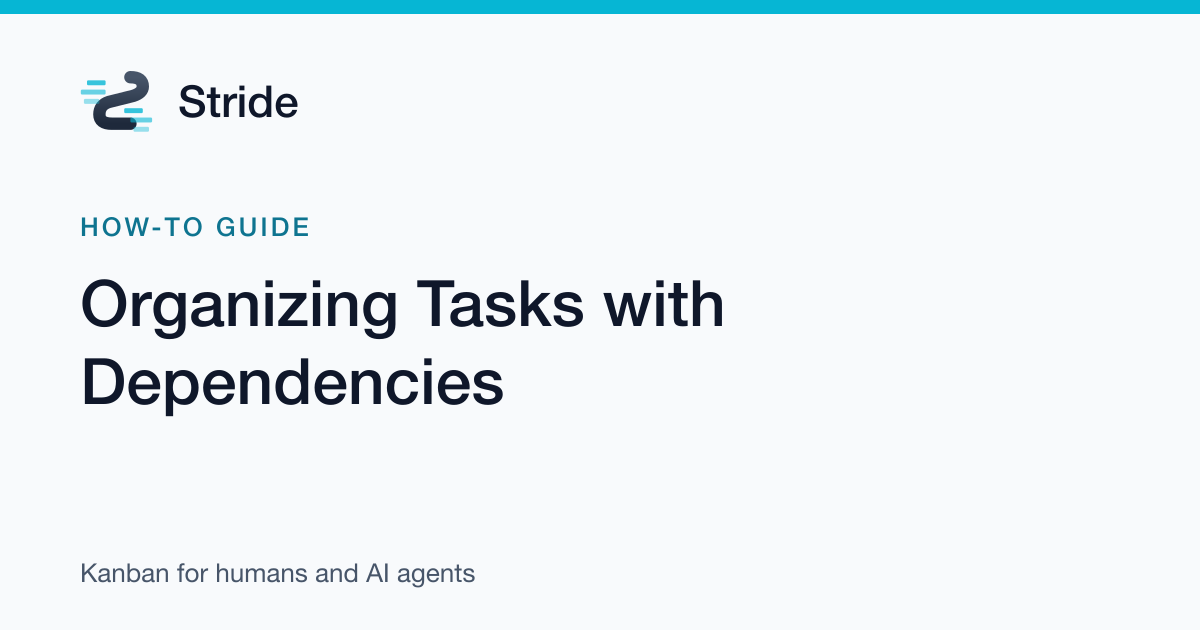 Stride
HOW-TO GUIDE
Organizing Tasks with
Dependencies
Kanban for humans and AI agents